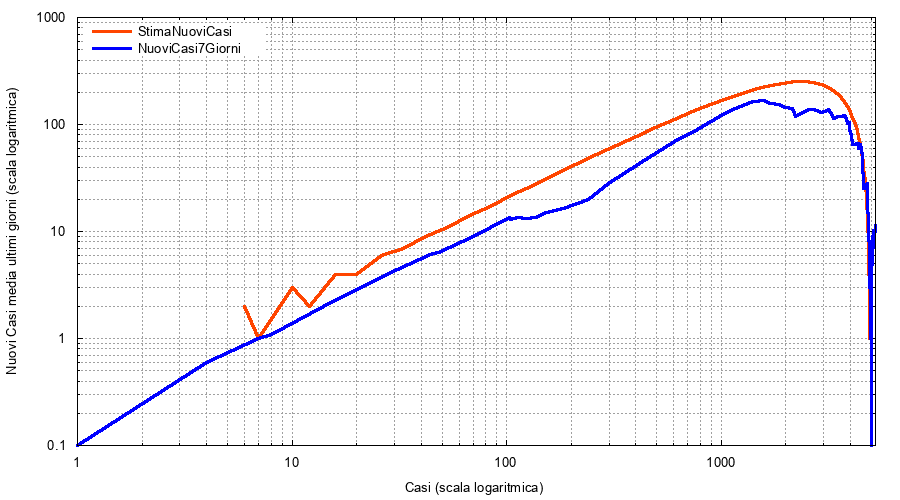 1000
StimaNuoviCasi
NuoviCasi7Giorni
100
10
1
0.1
Nuovi Casi media ultimi giorni (scala logaritmica)
1 10 100 1000
Casi (scala logaritmica)